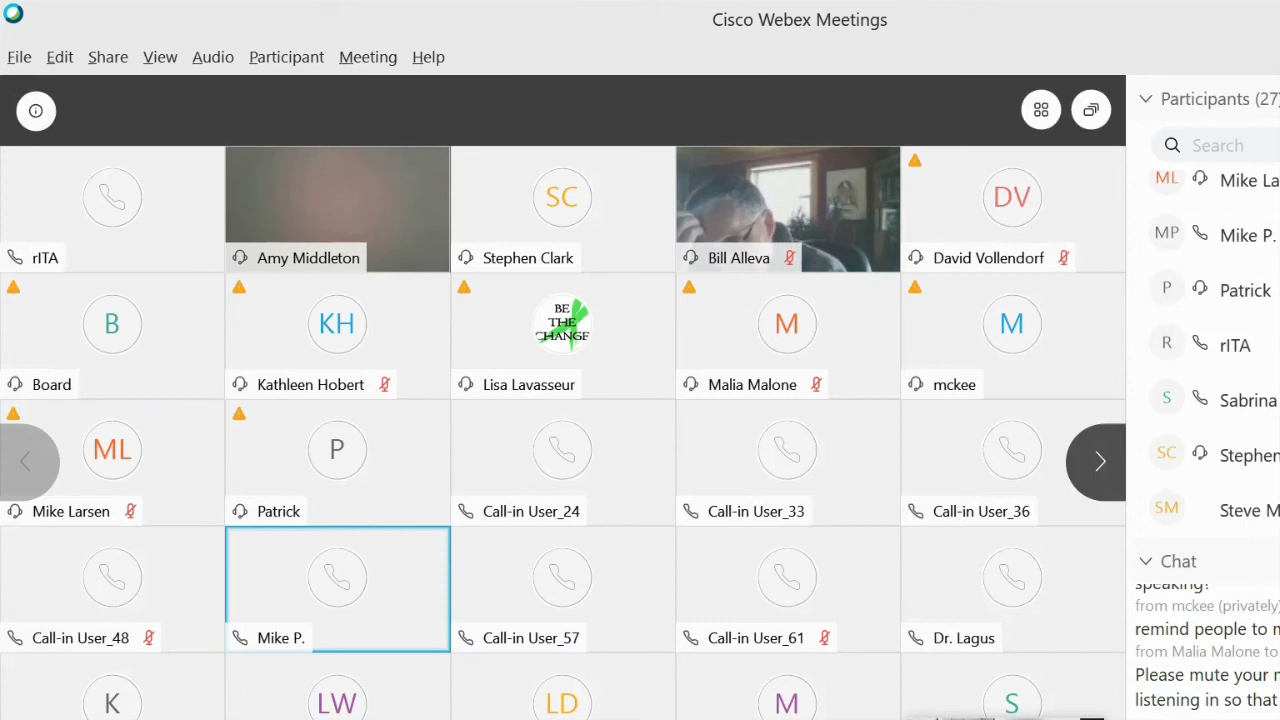 Cisco Webex Meetings
File Edit Share View Audio Participant Meeting Help
rITA
Amy Middleton
SC
Stephen Clark
Bill Alleva
DV
David Vollendorf
B
Board
KH
Kathleen Hobert
BE
THE
CHANGE
Lisa Lavasseur
M
Malia Malone
M
mckee
ML
Mike Larsen
P
Patrick
Call-in User_24
Call-in User_33
Call-in User_36
Call-in User_48
Mike P.
Call-in User_57
Call-in User_61
Dr. Lagus
K
LW
LD
M
S
Participants (27
Search
ML Mike La
MP Mike P.
P Patrick
R rITA
S Sabrina
SC Stephen
SM Steve M
Chat
speaking?
from mckee (privately)
remind people to m
from Malia Malone to
Please mute your m
listening in so that